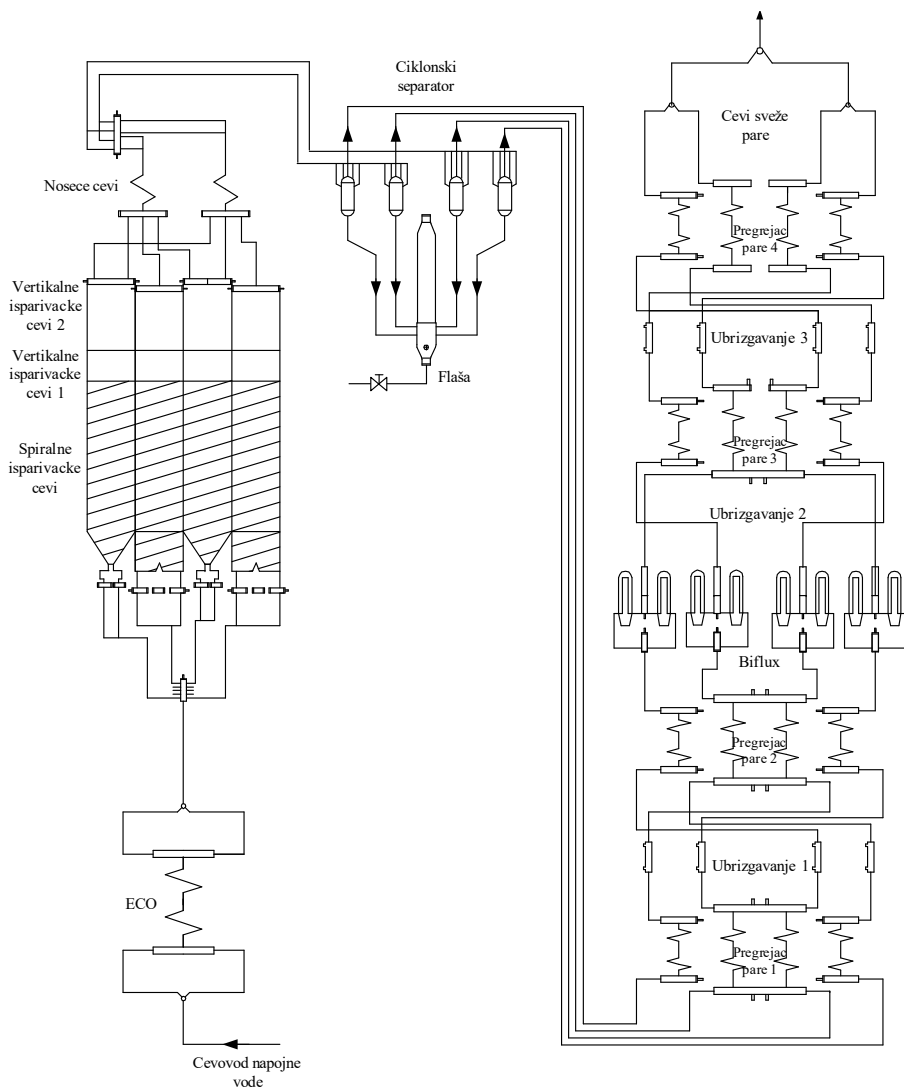 Ciklonski
separator
Nosece cevi
Vertikalne
isparivacke
cevi 2
Vertikalne
isparivacke
cevi 1
Spiralne
isparivacke
cevi
Flaša
ECO
Cevovod napojne
vode
Cevi sveže
pare
Pregrejac
pare 4
Ubrizgavanje 3
Pregrejac
pare 3
Ubrizgavanje 2
Biflux
Pregrejac
pare 2
Ubrizgavanje 1
Pregrejac
pare 1